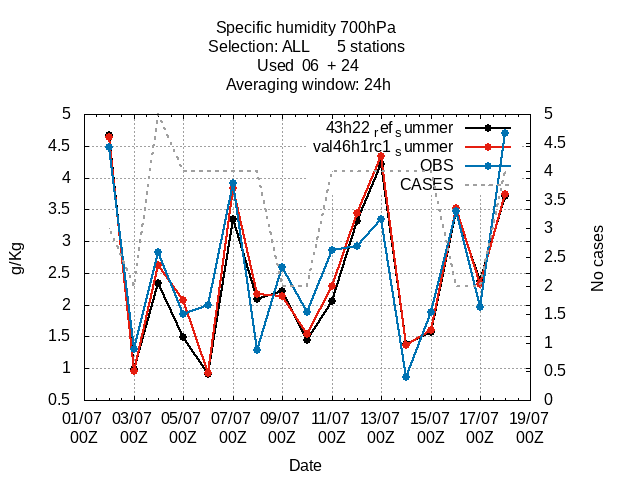 Specific humidity 700hPa
Selection: ALL 5 stations
Used 06 + 24
Averaging window: 24h
43h22 refsummer
val46h1rc1 summer
OBS
CASES
g/Kg
5
4.5
4
3.5
3
2.5
2
1.5
1
0.5
5
4.5
4
3.5
3
2.5
2
1.5
1
0.5
0
No cases
01/07 03/07 05/07 07/07 09/07 11/07 13/07 15/07 17/07 19/07
00Z 00Z 00Z 00Z 00Z 00Z 00Z 00Z 00Z 00Z
Date